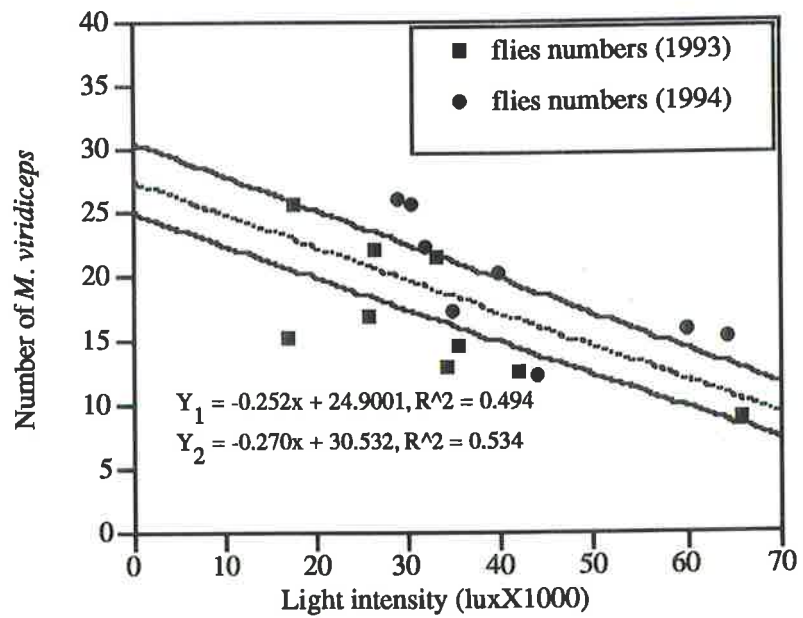 40
35
30
25
20
15
10
5
0
Number of M. viridiceps
flies numbers (1993)
flies numbers (1994)
Y1 = -0.252x + 24.9001, R^2 = 0.494
Y2 = -0.270x + 30.532, R^2 = 0.534
0 10 20 30 40 50 60 70
Light intensity (luxX1000)